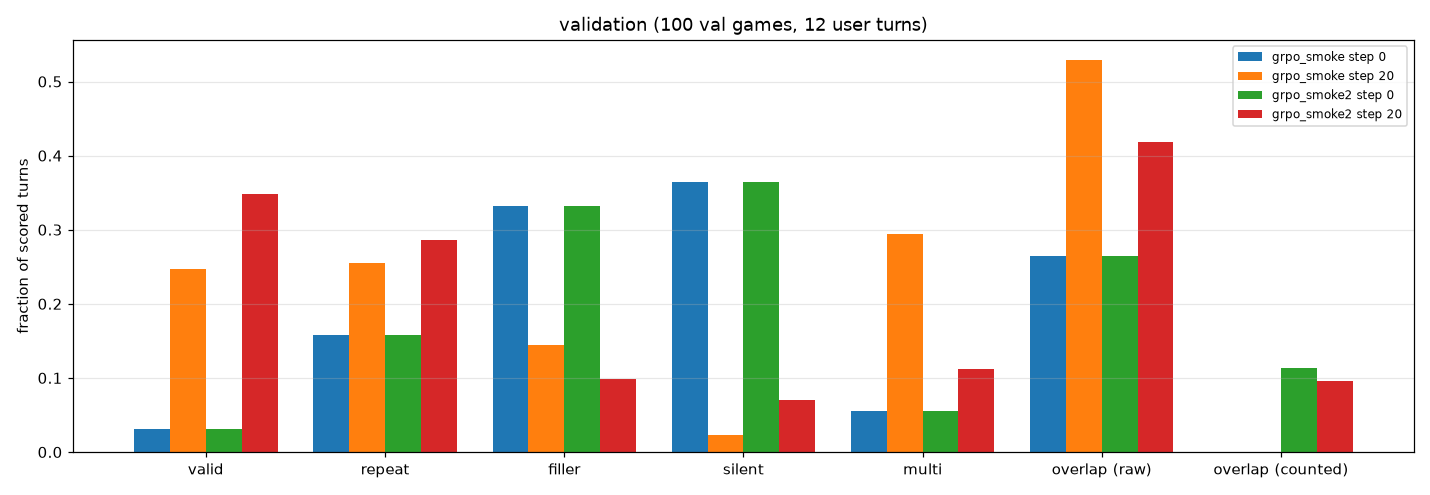 validation (100 val games, 12 user turns)
grpo_smoke step 0
grpo_smoke step 20
grpo_smoke2 step 0
grpo_smoke2 step 20
fraction of scored turns
0.5
0.4
0.3
0.2
0.1
0.0
valid repeat filler silent multi overlap (raw) overlap (counted)